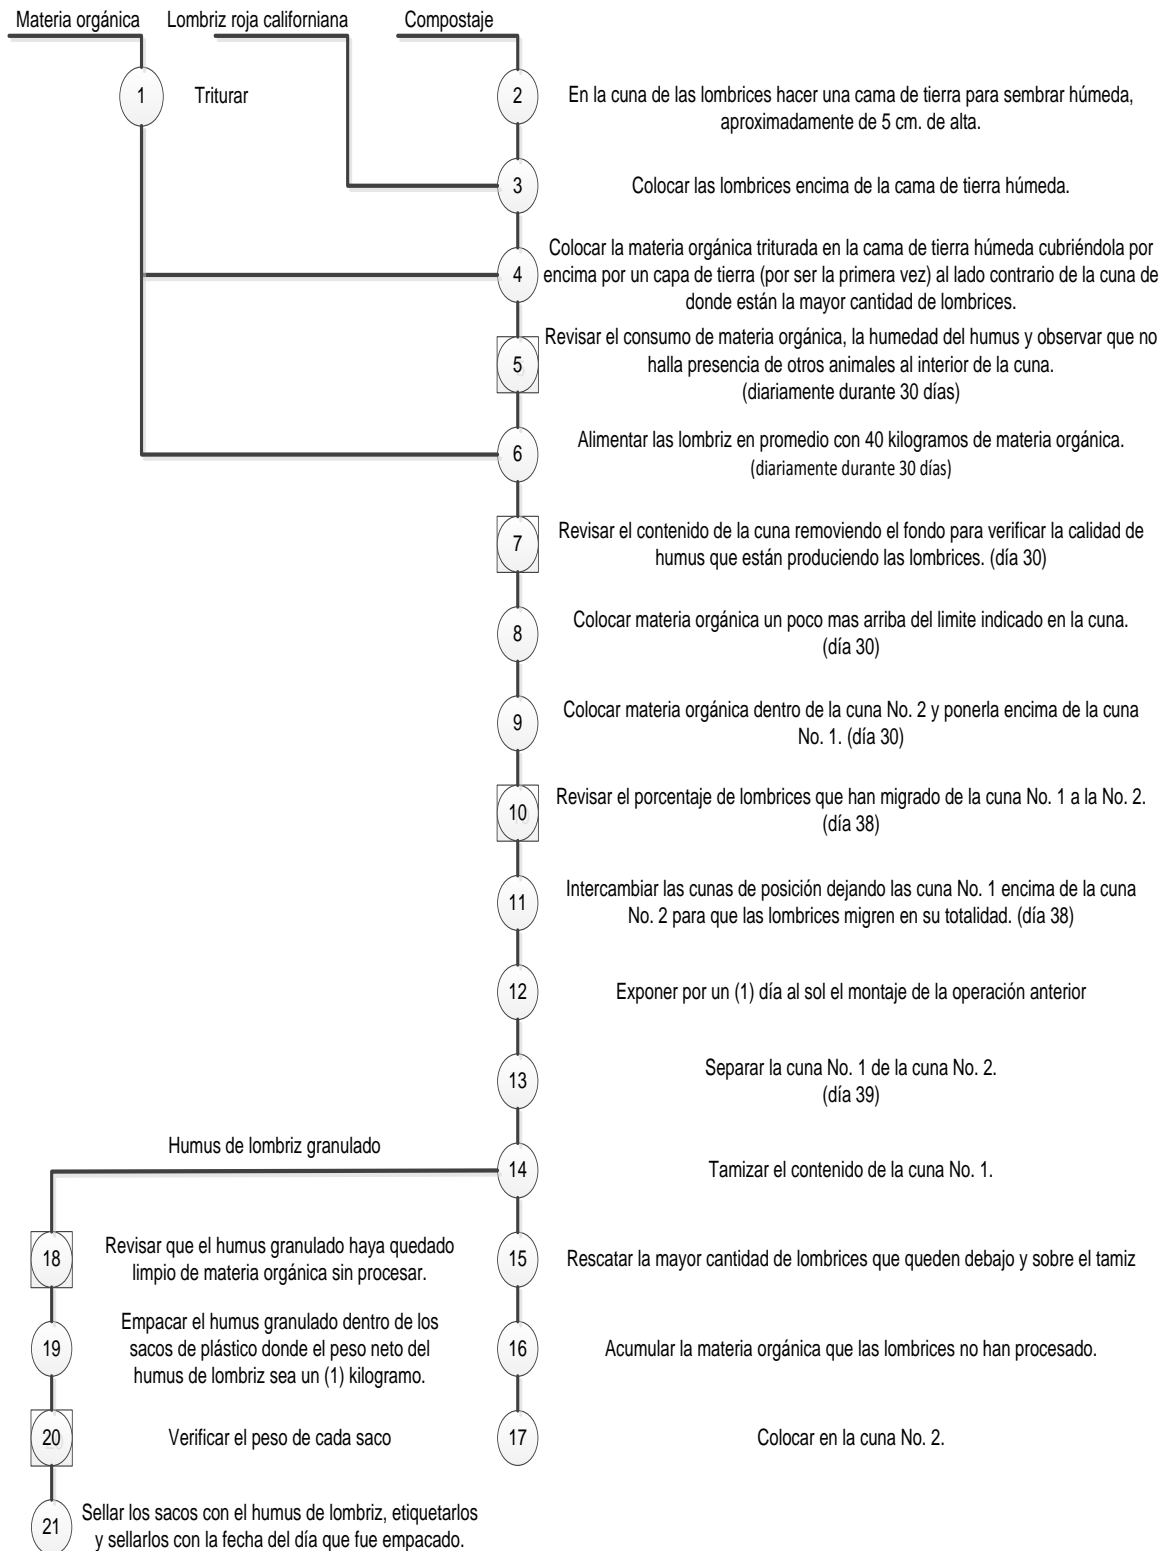 Materia orgánica
Lombriz roja californiana
Compostaje
1
Triturar
2
En la cuna de las lombrices hacer una cama de tierra para sembrar húmeda,
aproximadamente de 5 cm. de alta.
3
Colocar las lombrices encima de la cama de tierra húmeda.
4
Colocar la materia orgánica triturada en la cama de tierra húmeda cubriéndola por
encima por un capa de tierra (por ser la primera vez) al lado contrario de la cuna de
donde están la mayor cantidad de lombrices.
5
Revisar el consumo de materia orgánica, la humedad del humus y observar que no
halla presencia de otros animales al interior de la cuna.
(diariamente durante 30 días)
6
Alimentar las lombriz en promedio con 40 kilogramos de materia orgánica.
(diariamente durante 30 días)
7
Revisar el contenido de la cuna removiendo el fondo para verificar la calidad de
humus que están produciendo las lombrices. (día 30)
8
Colocar materia orgánica un poco mas arriba del limite indicado en la cuna.
(día 30)
9
Colocar materia orgánica dentro de la cuna No. 2 y ponerla encima de la cuna
No. 1. (día 30)
10
Revisar el porcentaje de lombrices que han migrado de la cuna No. 1 a la No. 2.
(día 38)
11
Intercambiar las cunas de posición dejando las cuna No. 1 encima de la cuna
No. 2 para que las lombrices migren en su totalidad. (día 38)
12
Exponer por un (1) día al sol el montaje de la operación anterior
13
Separar la cuna No. 1 de la cuna No. 2.
(día 39)
Humus de lombriz granulado
14
Tamizar el contenido de la cuna No. 1.
15
Rescatar la mayor cantidad de lombrices que queden debajo y sobre el tamiz
16
Acumular la materia orgánica que las lombrices no han procesado.
17
Colocar en la cuna No. 2.
18
Revisar que el humus granulado haya quedado
limpio de materia orgánica sin procesar.
19
Empacar el humus granulado dentro de los
sacos de plástico donde el peso neto del
humus de lombriz sea un (1) kilogramo.
20
Verificar el peso de cada saco
21
Sellar los sacos con el humus de lombriz, etiquetarlos
y sellarlos con la fecha del día que fue empacado.